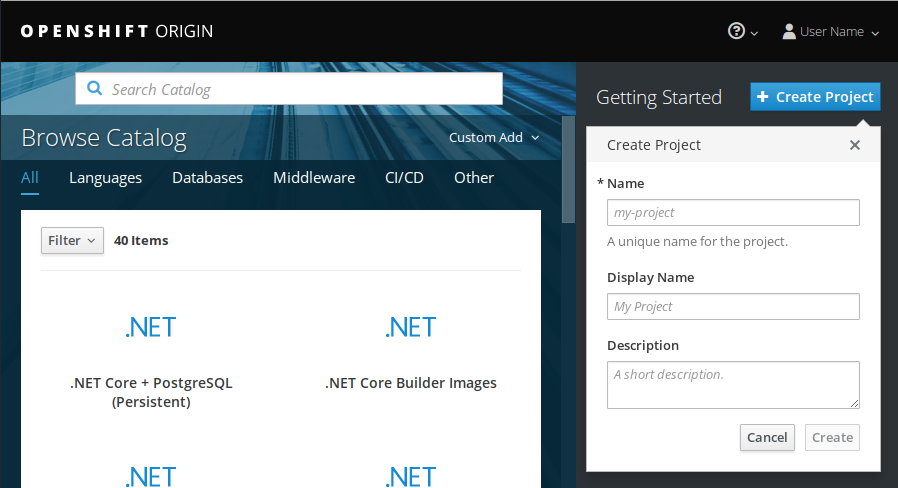 OPENSHIFT ORIGIN
User Name
Search Catalog
Getting Started
+ Create Project
Browse Catalog
Custom Add
All Languages Databases Middleware CI/CD Other
Filter
40 Items
.NET
.NET
.NET Core + PostgreSQL
(Persistent)
.NET Core Builder Images
.NET
.NET
Create Project
* Name
my-project
A unique name for the project.
Display Name
My Project
Description
A short description.
Cancel
Create